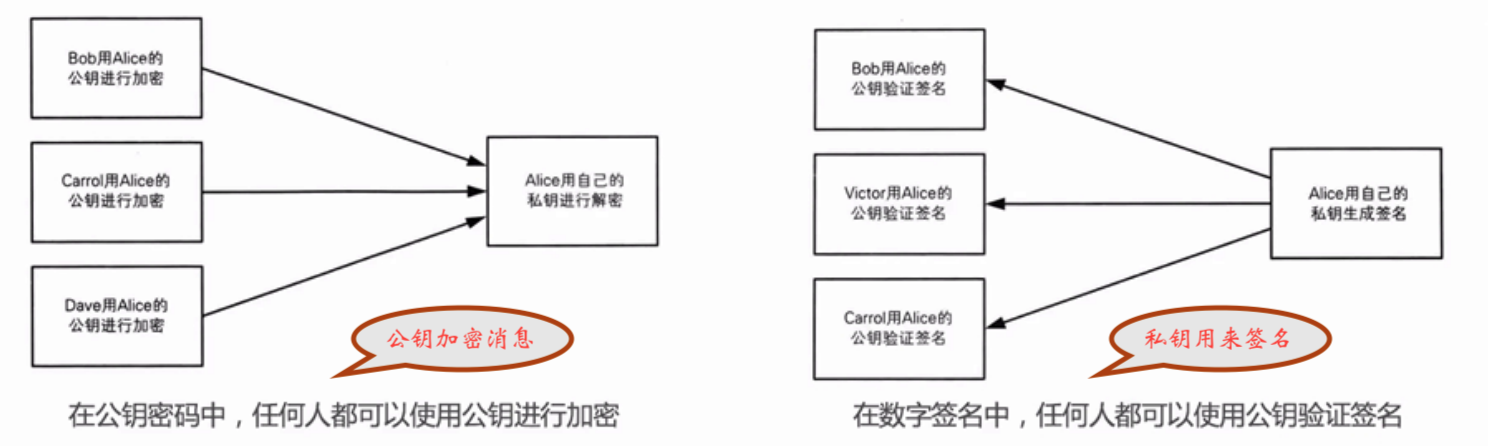 Bob用Alice的
公钥进行加密
Carrol用Alice的
公钥进行加密
Dave用Alice的
公钥进行加密
Alice用自己的
私钥进行解密
公钥加密消息
在公钥密码中，任何人都可以使用公钥进行加密
Bob用Alice的
公钥验证签名
Victor用Alice的
公钥验证签名
Carrol用Alice的
公钥验证签名
Alice用自己的
私钥生成签名
私钥用来签名
在数字签名中，任何人都可以使用公钥验证签名